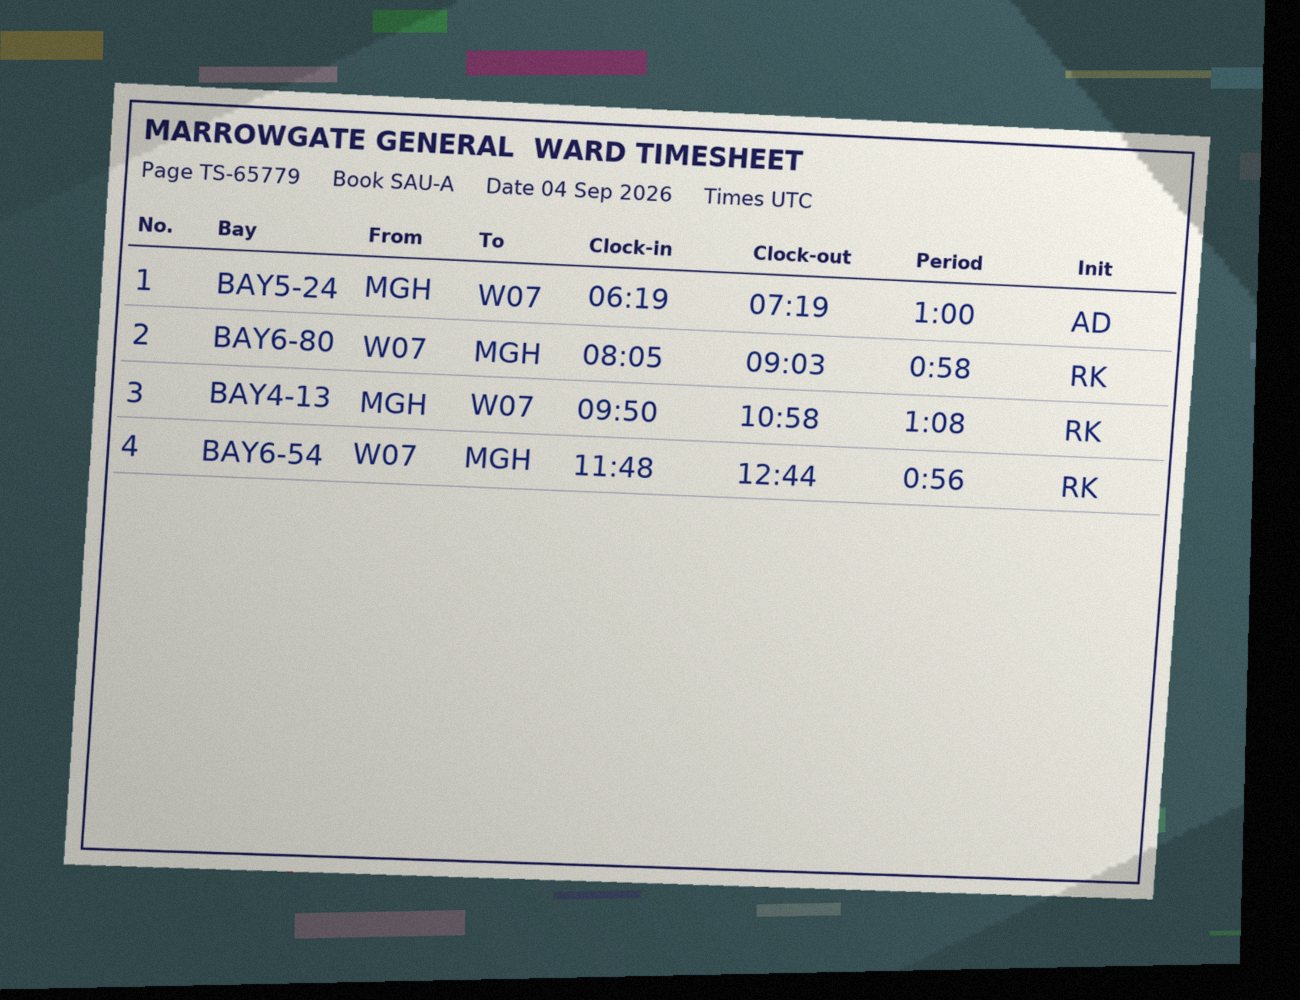 MARROWGATE GENERAL WARD TIMESHEET
Page TS-65779 Book SAU-A Date 04 Sep 2026 Times UTC
No. Bay From To Clock-in Clock-out Period Init
1 BAY5-24 MGH W07 06:19 07:19 1:00 AD
2 BAY6-80 W07 MGH 08:05 09:03 0:58 RK
3 BAY4-13 MGH W07 09:50 10:58 1:08 RK
4 BAY6-54 W07 MGH 11:48 12:44 0:56 RK